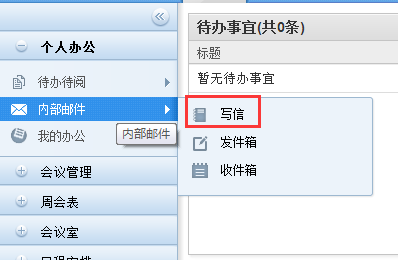 个人办公
待办待阅
内部邮件
我的办公
内部邮件
会议管理
周会表
会议室
待办事宜(共0条)
标题
暂无待办事宜
写信
发件箱
收件箱